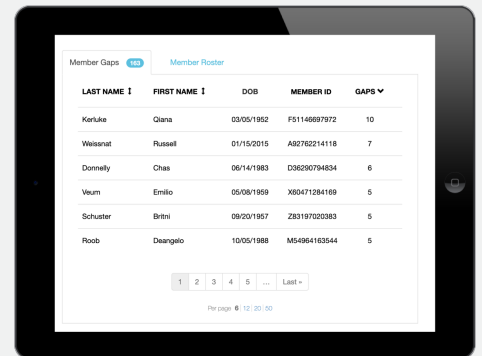 Member Gaps 163 Member Roster
LAST NAME FIRST NAME DOB MEMBER ID GAPS
Kerluke Qiana 03/05/1952 F51146697972 10
Weissnat Russell 01/15/2015 A92762214118 7
Donnelly Chas 06/14/1983 D36290794834 6
Veum Emilio 05/08/1959 X60471284169 5
Schuster Britni 09/20/1957 Z83197020383 5
Roob Deangelo 10/05/1988 M54964163544 5
1 2 3 4 5 … Last »
Per page 6 | 12 | 20 | 50